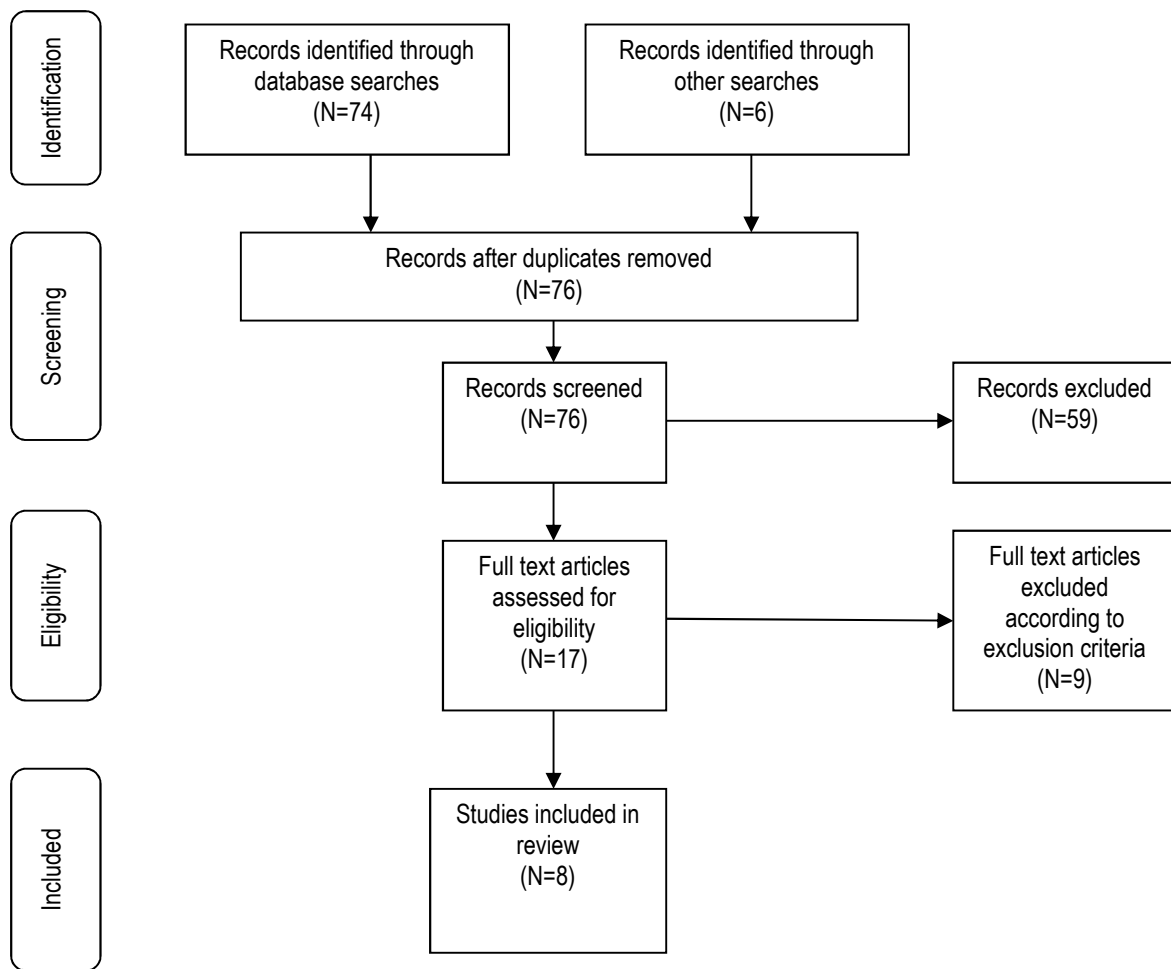 Identification
Records identified through
database searches
(N=74)
Records identified through
other searches
(N=6)
Screening
Records after duplicates removed
(N=76)
Records screened
(N=76)
Records excluded
(N=59)
Eligibility
Full text articles
assessed for
eligibility
(N=17)
Full text articles
excluded
according to
exclusion criteria
(N=9)
Included
Studies included in
review
(N=8)